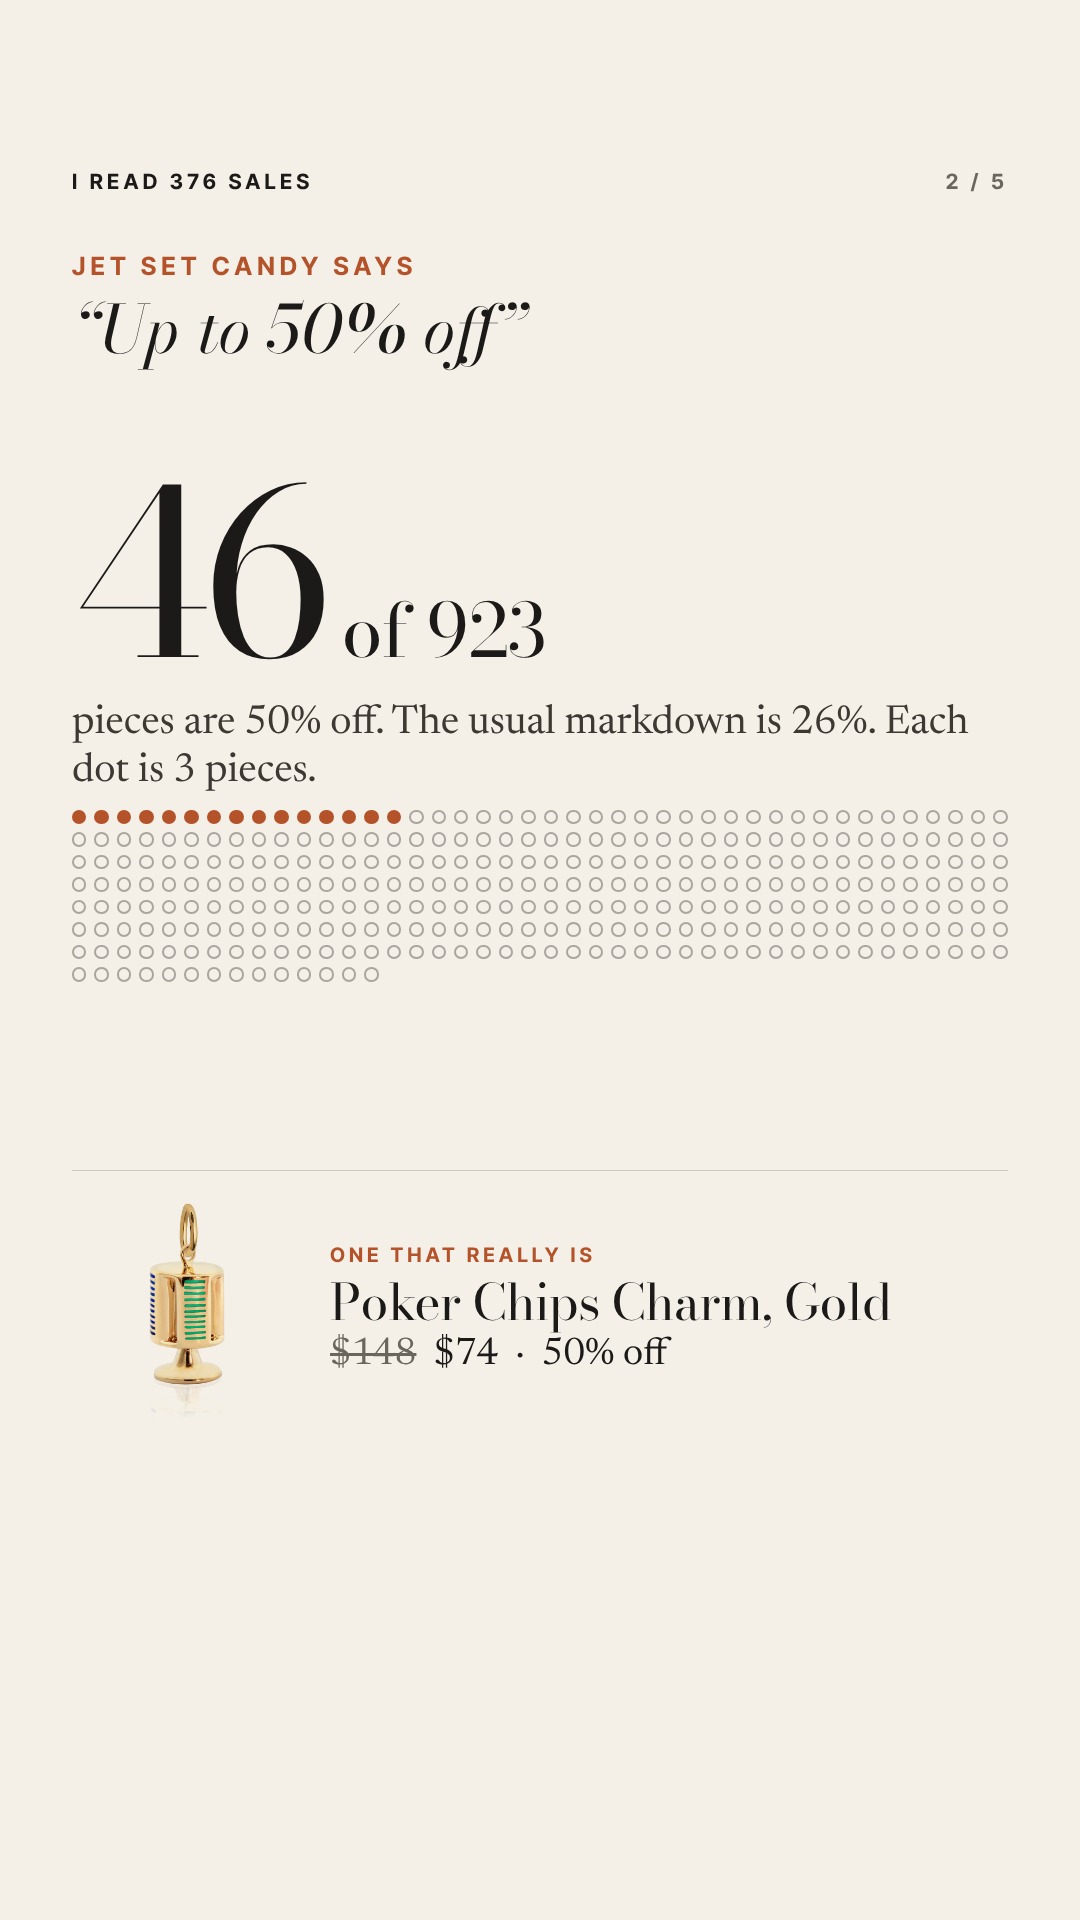 I READ 376 SALES
2 / 5
JET SET CANDY SAYS
“Up to 50% off”
46 of 923
pieces are 50% off. The usual markdown is 26%. Each
dot is 3 pieces.
ONE THAT REALLY IS
Poker Chips Charm, Gold
$148 $74 · 50% off